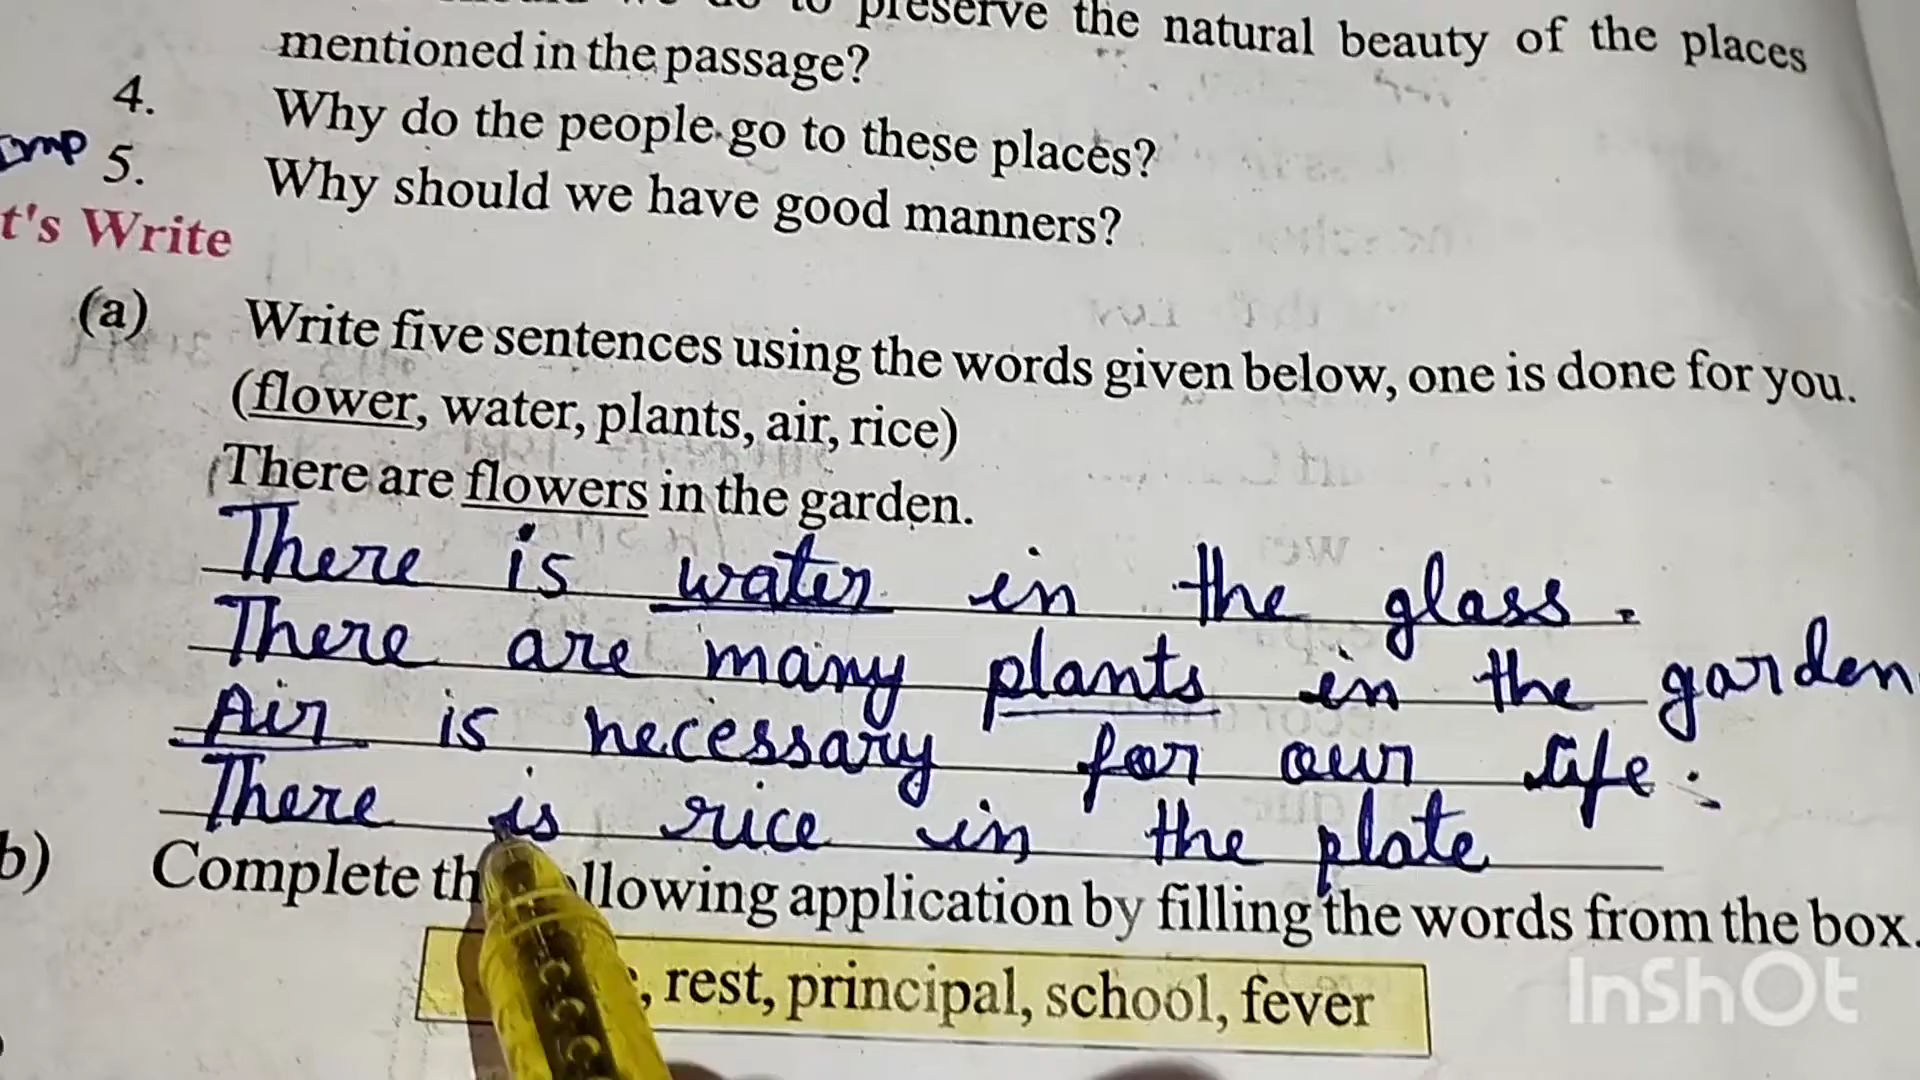 preserve the natural beauty of the places
mentioned in the passage?
4. Why do the people go to these places?
Imp 5. Why should we have good manners?
t's Write
(a) Write five sentences using the words given below, one is done for you.
(flower, water, plants, air, rice)
There are flowers in the garden.
There is water in the glass.
There are many plants in the garden
Air is necessary for our life.
There is rice in the plate
b) Complete th llowing application by filling the words from the box.
, rest, principal, school, fever
InShOt